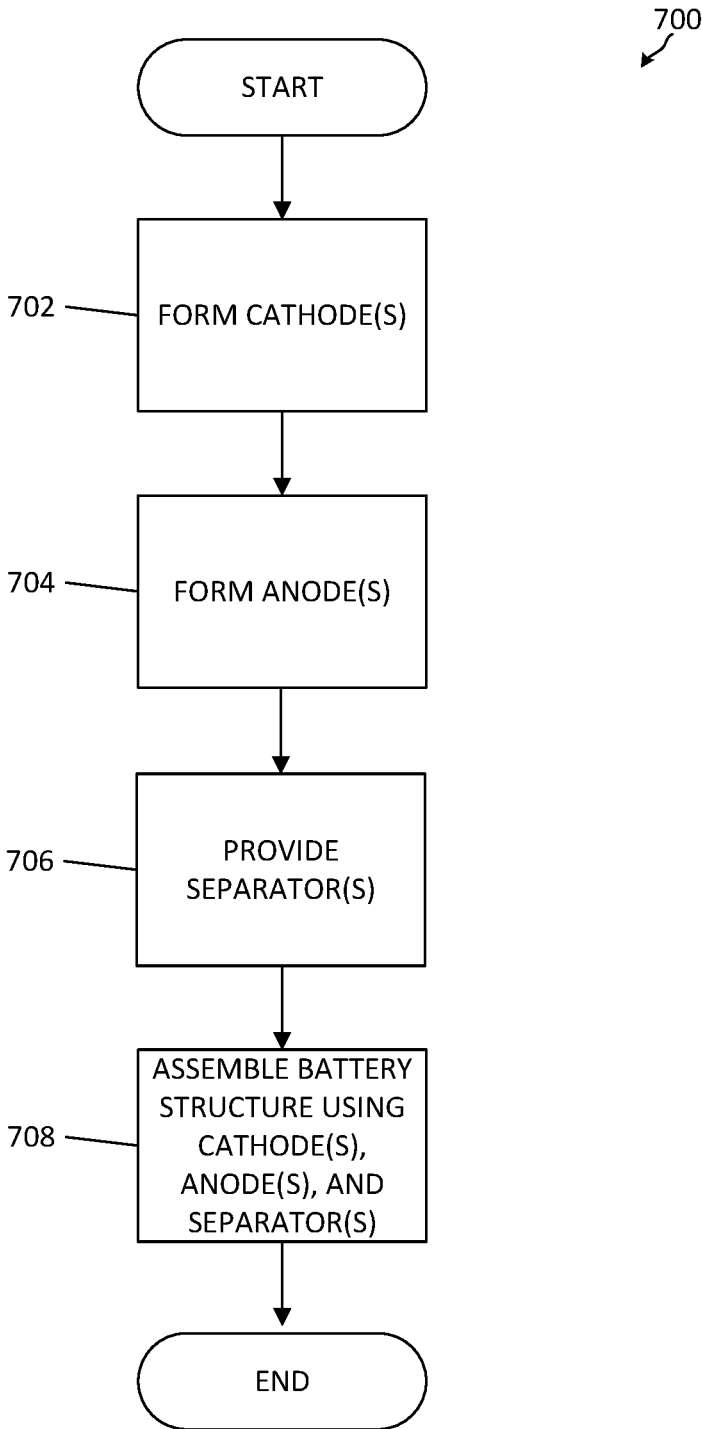 700
START
702
FORM CATHODE(S)
704
FORM ANODE(S)
706
PROVIDE
SEPARATOR(S)
708
ASSEMBLE BATTERY
STRUCTURE USING
CATHODE(S),
ANODE(S), AND
SEPARATOR(S)
END